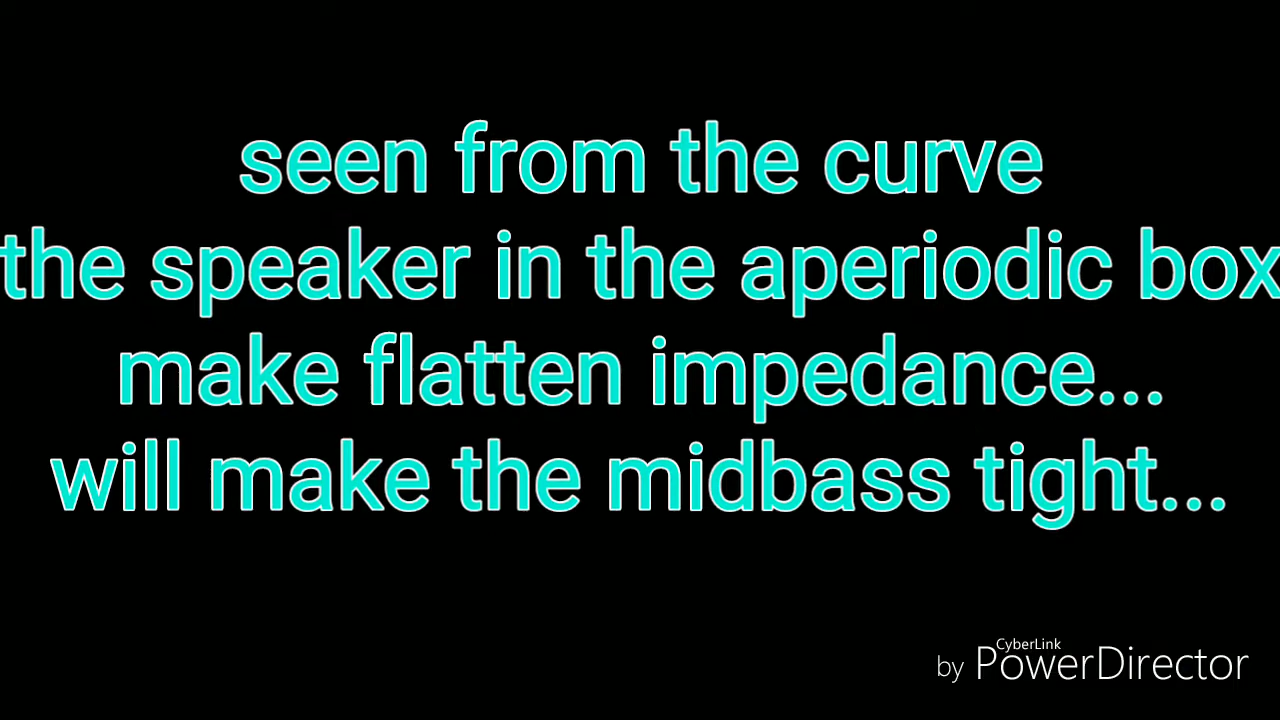 seen from the curve
the speaker in the aperiodic box
make flatten impedance...
will make the midbass tight...
CyberLink
by PowerDirector